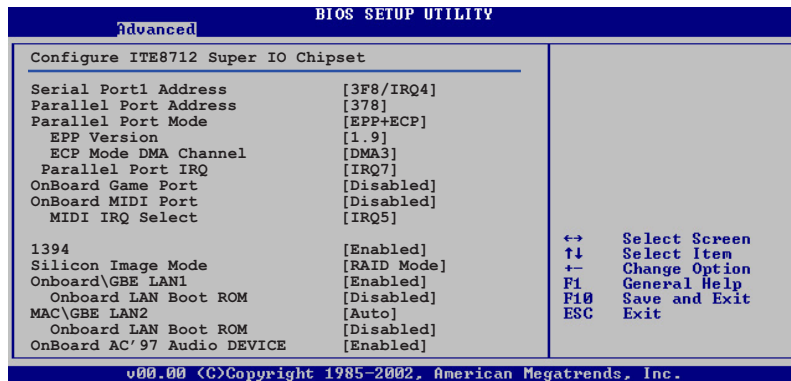 BIOS SETUP UTILITY
Advanced
Configure ITE8712 Super IO Chipset
Serial Port1 Address [3F8/IRQ4]
Parallel Port Address [378]
Parallel Port Mode [EPP+ECP]
EPP Version [1.9]
ECP Mode DMA Channel [DMA3]
Parallel Port IRQ [IRQ7]
OnBoard Game Port [Disabled]
OnBoard MIDI Port [Disabled]
MIDI IRQ Select [IRQ5]
1394 [Enabled]
Silicon Image Mode [RAID Mode]
Onboard\GBE LAN1 [Enabled]
Onboard LAN Boot ROM [Disabled]
MAC\GBE LAN2 [Auto]
Onboard LAN Boot ROM [Disabled]
OnBoard AC'97 Audio DEVICE [Enabled]
←→ Select Screen
↑↓ Select Item
+- Change Option
F1 General Help
F10 Save and Exit
ESC Exit
v00.00 (C)Copyright 1985-2002, American Megatrends, Inc.